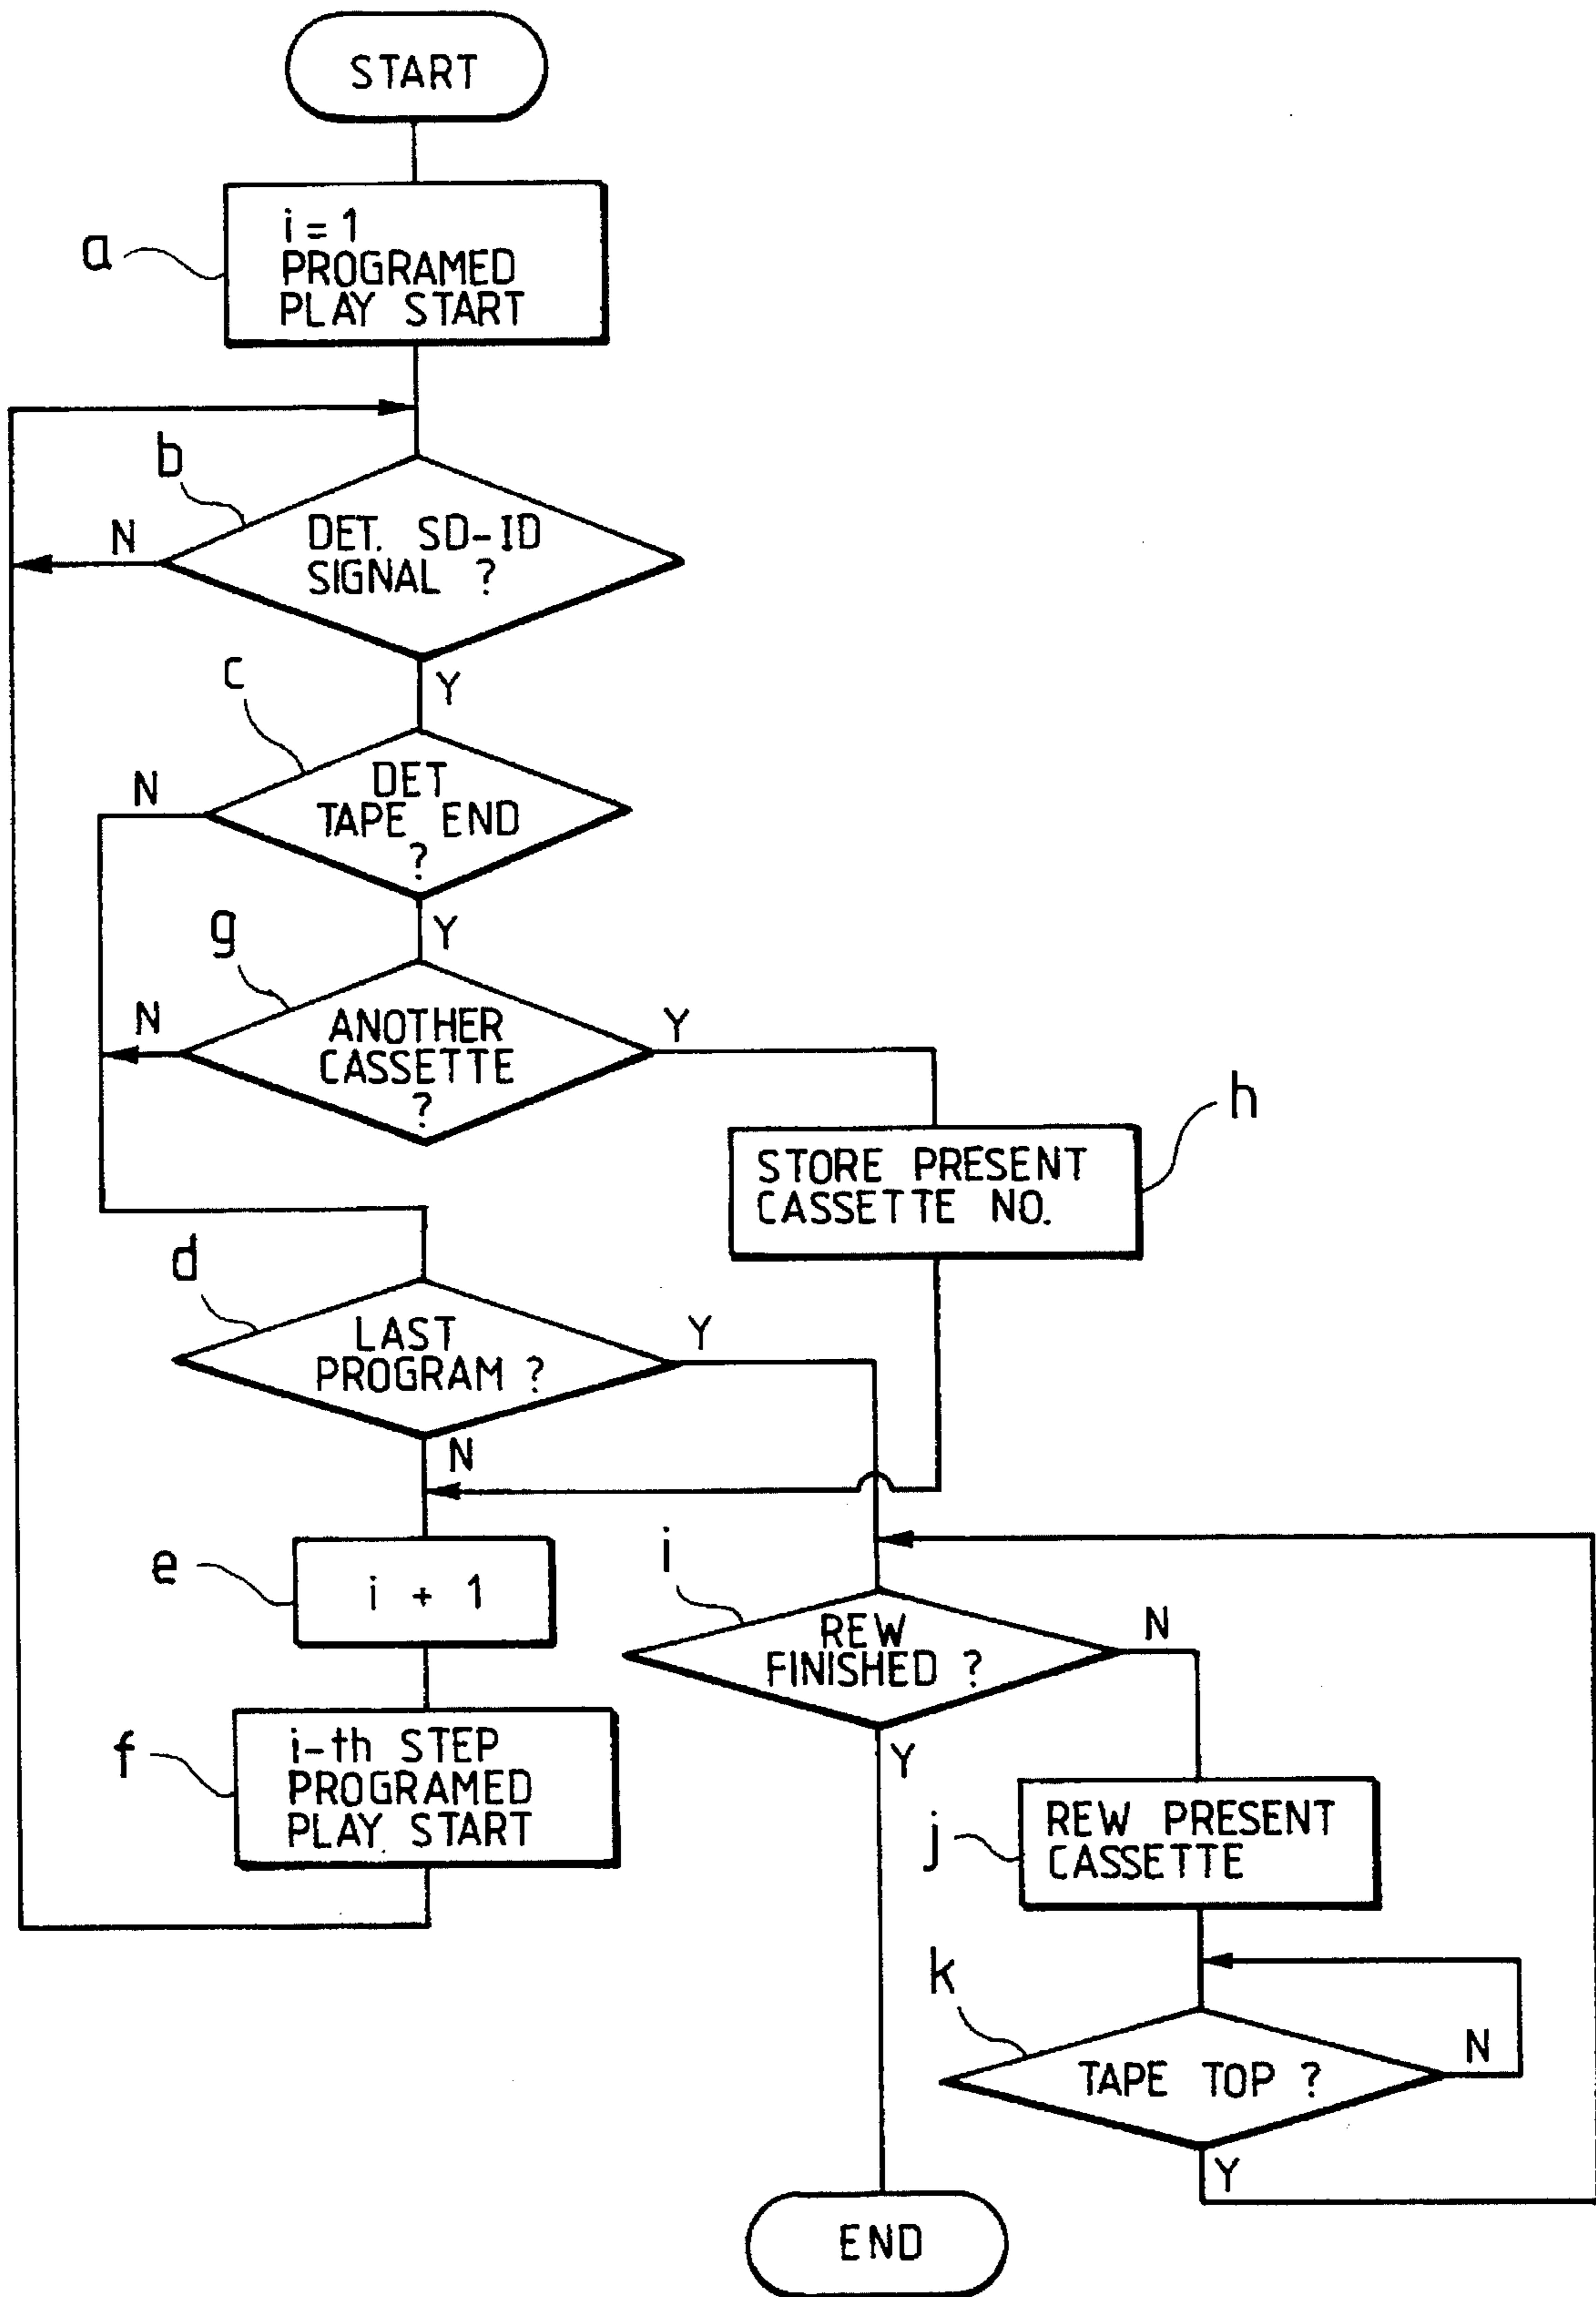 START
a
i = 1
PROGRAMED
PLAY START
b
N
DET. SD-ID
SIGNAL ?
Y
c
N
DET
TAPE END
?
Y
g
N
ANOTHER
CASSETTE
?
Y
h
STORE PRESENT
CASSETTE NO.
d
LAST
PROGRAM ?
Y
N
e
i + 1
f
i-th STEP
PROGRAMED
PLAY START
i
REW
FINISHED ?
N
Y
j
REW PRESENT
CASSETTE
k
TAPE TOP ?
N
Y
END